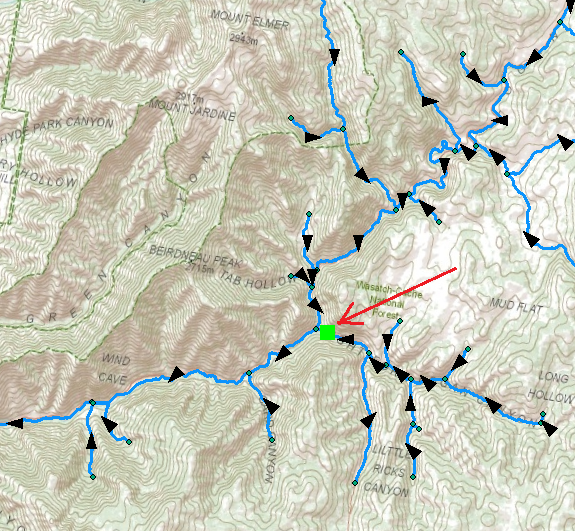 MOUNT ELMER
2943m
2917m
MOUNT JARDINE
HYDE PARK CANYON
HOLLOW
GREEN CANYON
BEIRDNEAU PEAK
2715m
TAB HOLLOW
Wasatch-Cache
National
Forest
MUD FLAT
WIND
CAVE
LONG
HOLLOW
LITTLE
RICKS
CANYON